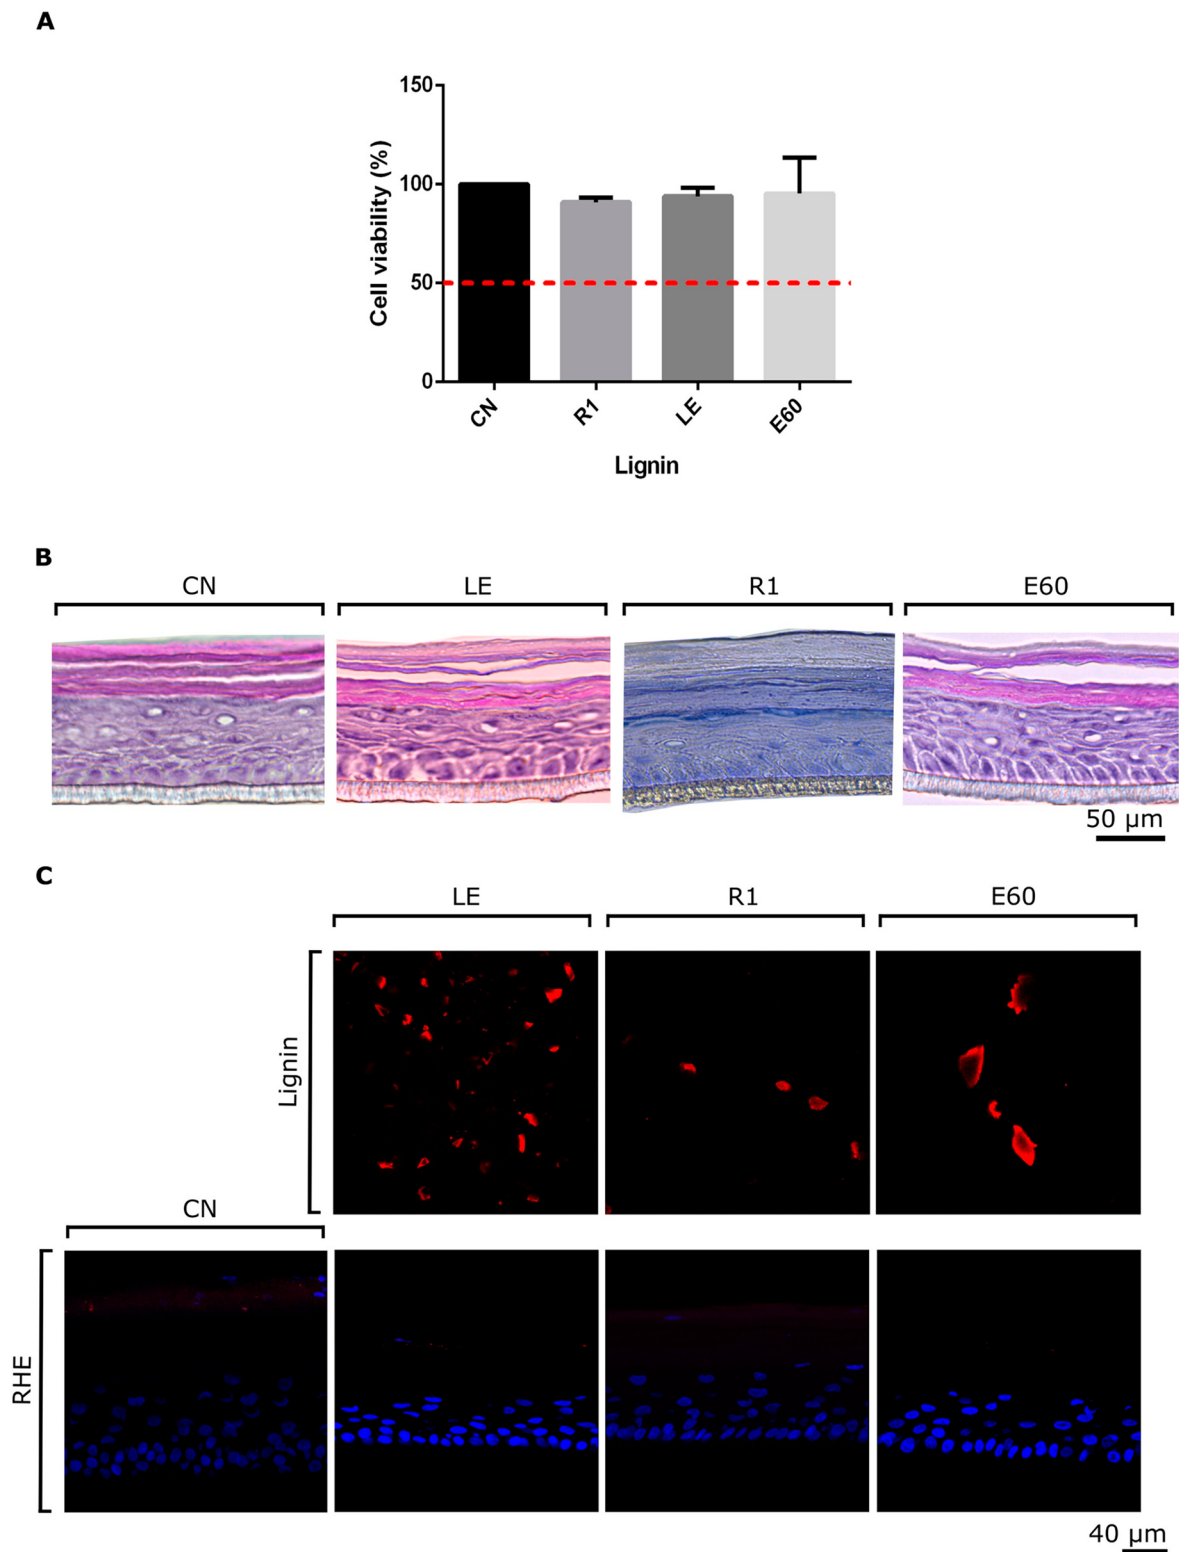 A
150
100
50
0
Cell viability (%)
CN
R1
LE
E60
Lignin
B
CN
LE
R1
E60
50 µm
C
LE
R1
E60
Lignin
CN
RHE
40 µm